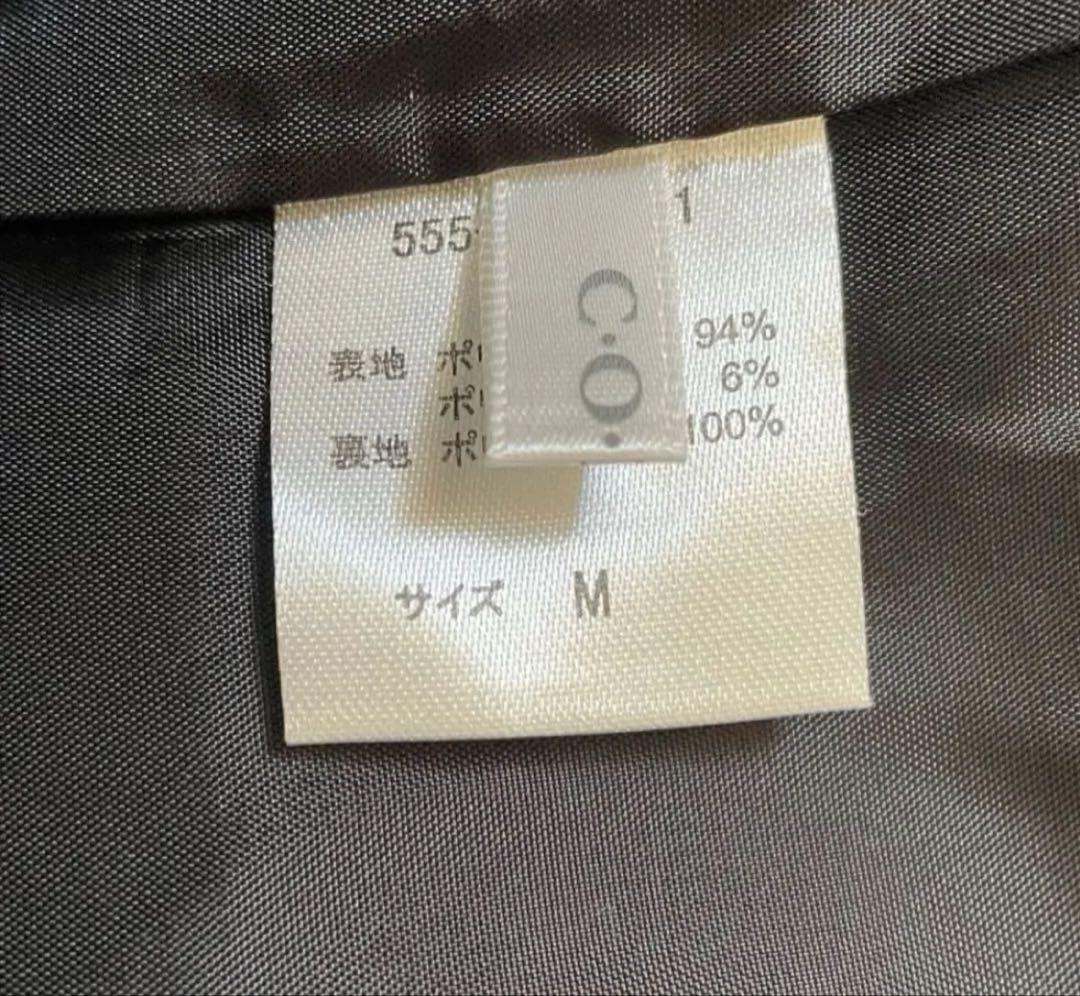 555 1
表地 ポ 94%
ポ 6%
裏地 ポ 100%
サイズ M
C.O.